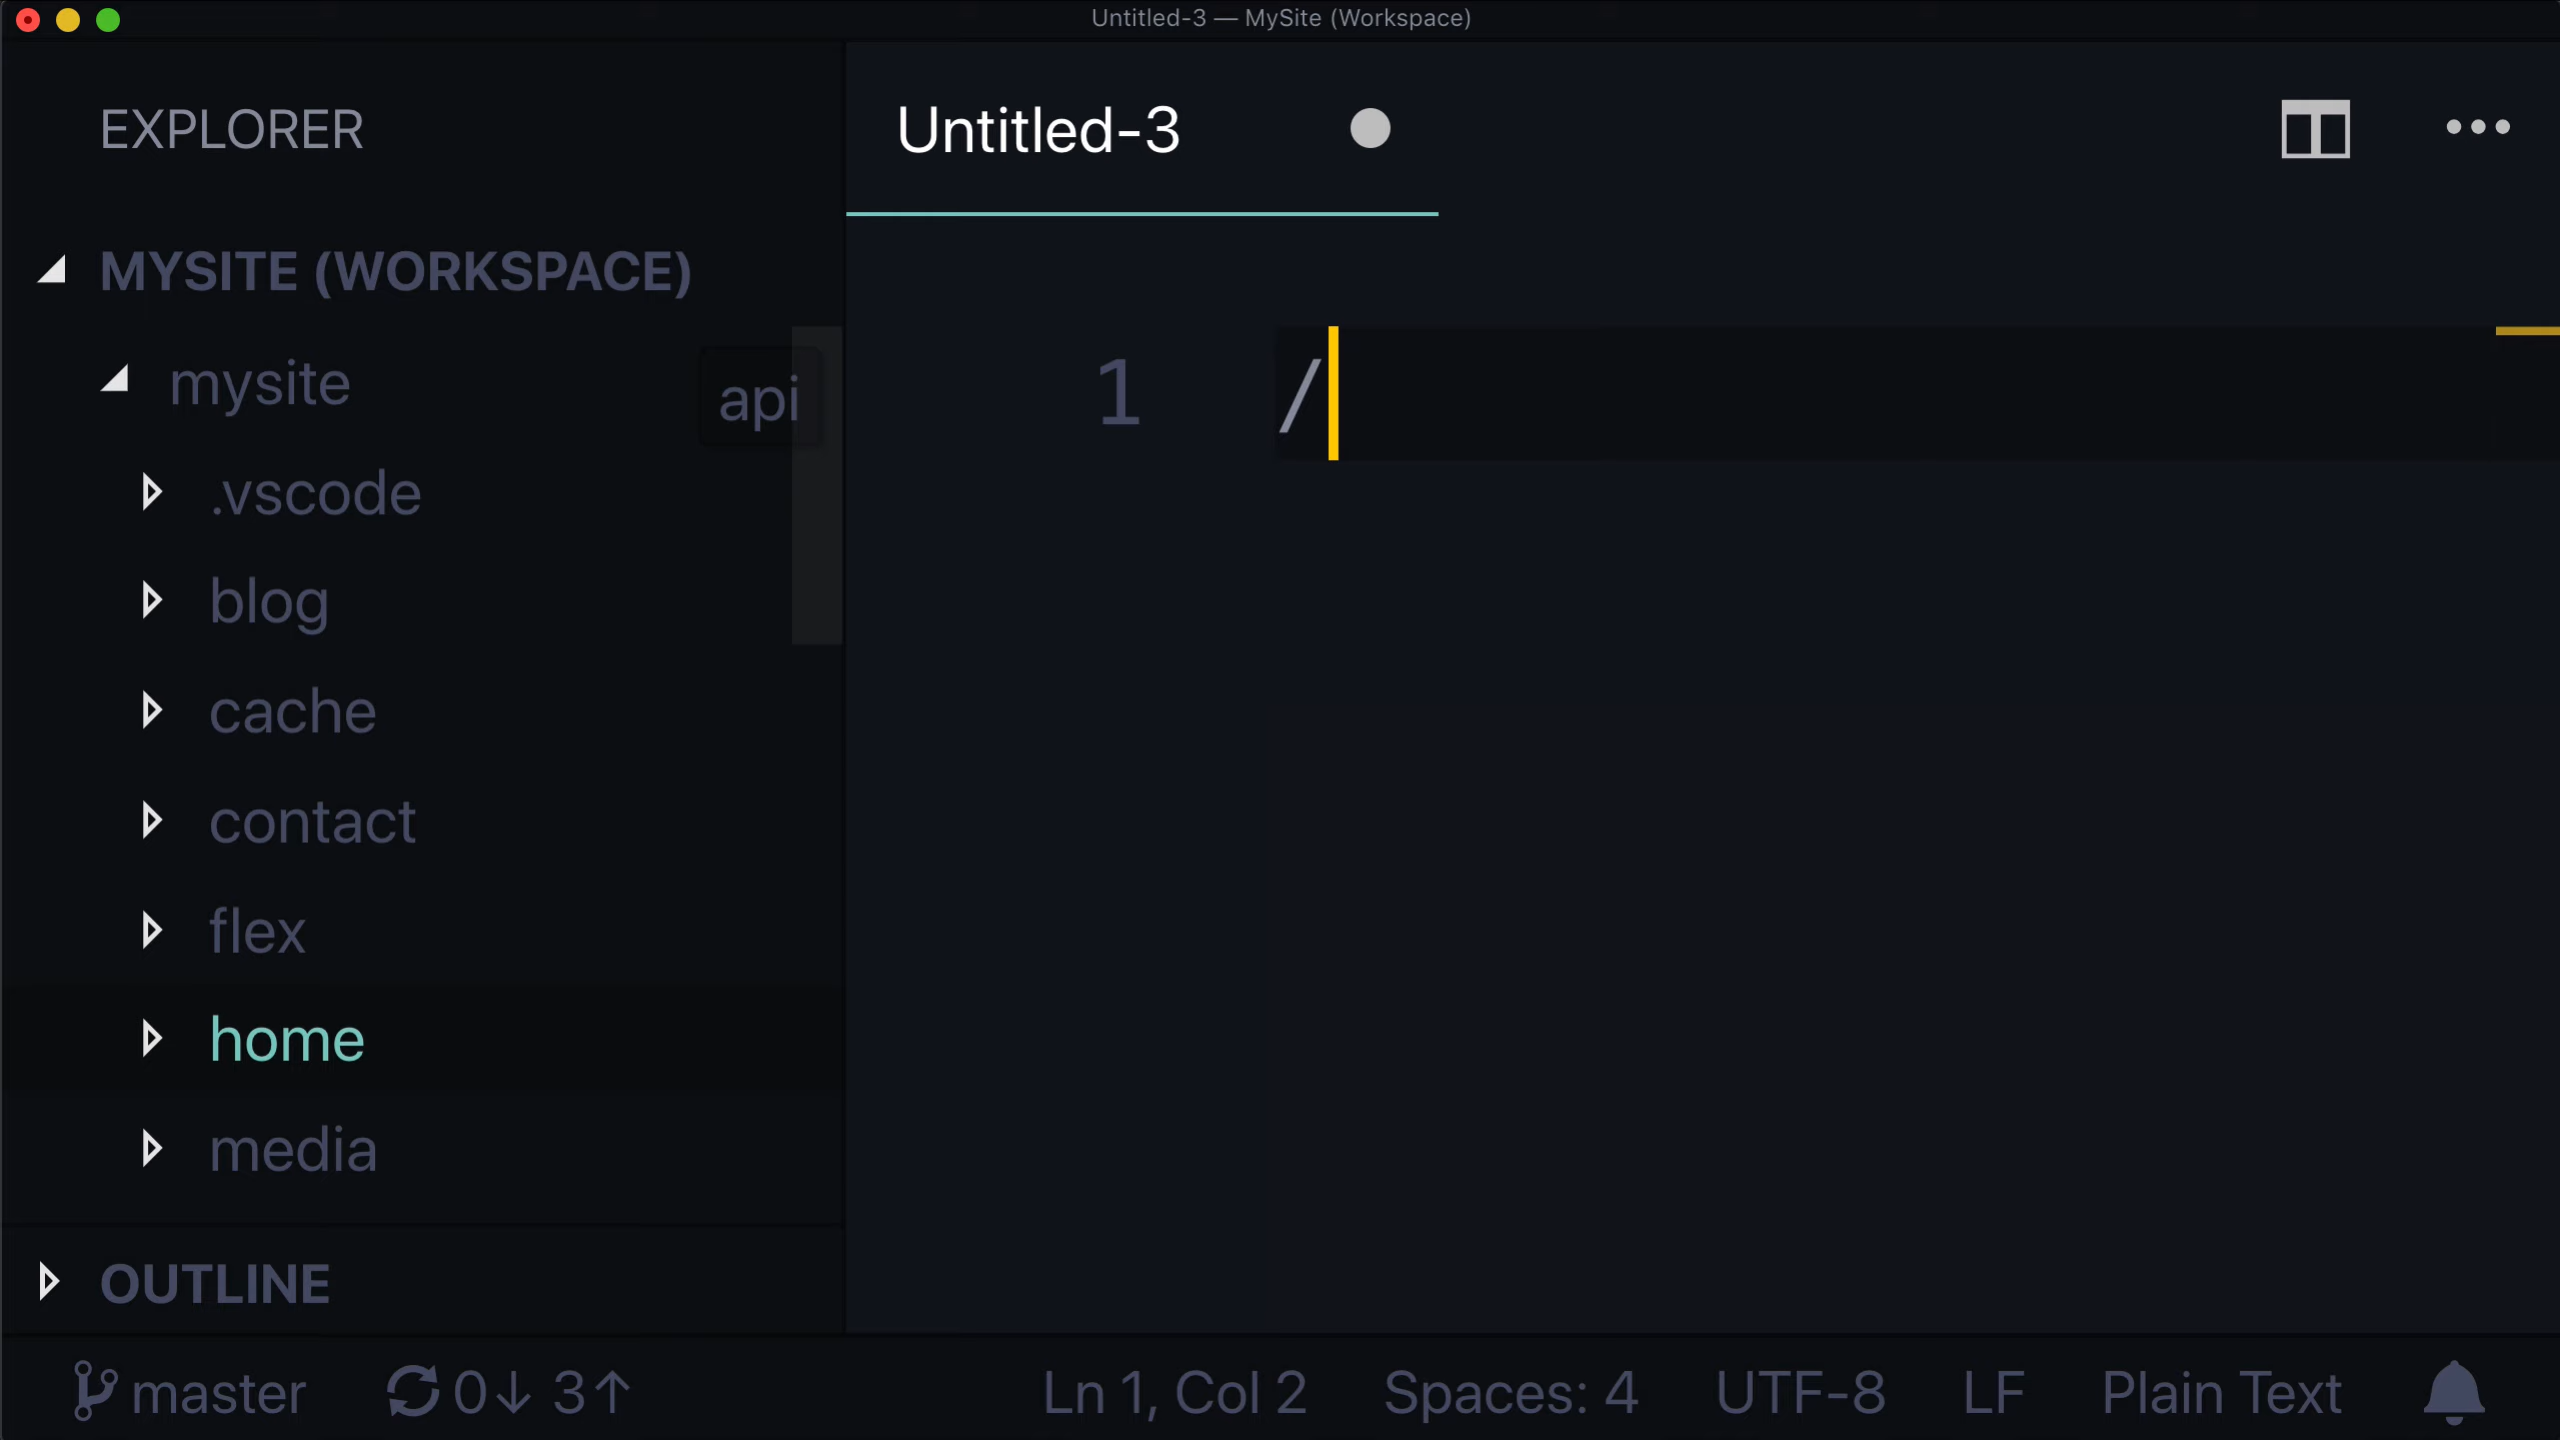 Untitled-3 — MySite (Workspace)
EXPLORER
MYSITE (WORKSPACE)
mysite
api
.vscode
blog
cache
contact
flex
home
media
OUTLINE
Untitled-3
1 /
master 0↓ 3↑ Ln 1, Col 2 Spaces: 4 UTF-8 LF Plain Text